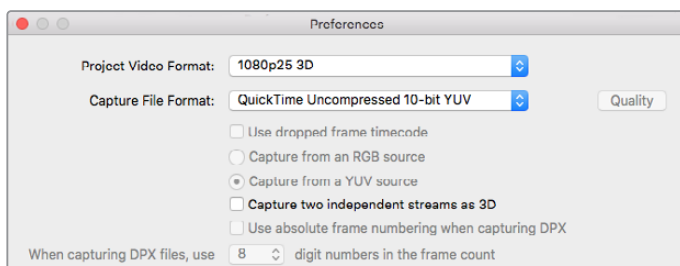 Preferences
Project Video Format: 1080p25 3D
Capture File Format: QuickTime Uncompressed 10-bit YUV Quality
Use dropped frame timecode
Capture from an RGB source
Capture from a YUV source
Capture two independent streams as 3D
Use absolute frame numbering when capturing DPX
When capturing DPX files, use 8 digit numbers in the frame count